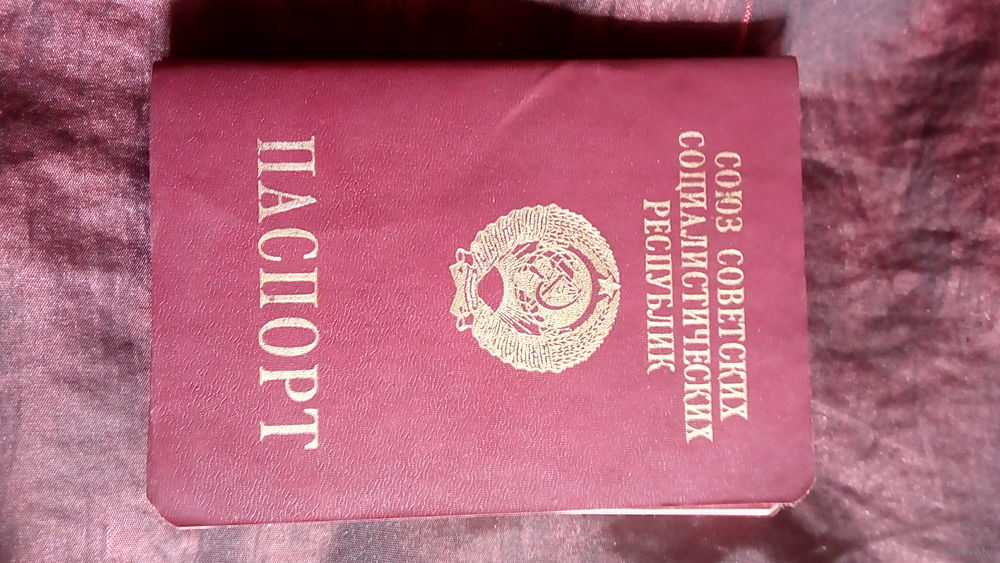 СОЮЗ СОВЕТСКИХ
СОЦИАЛИСТИЧЕСКИХ
РЕСПУБЛИК
ПАСПОРТ